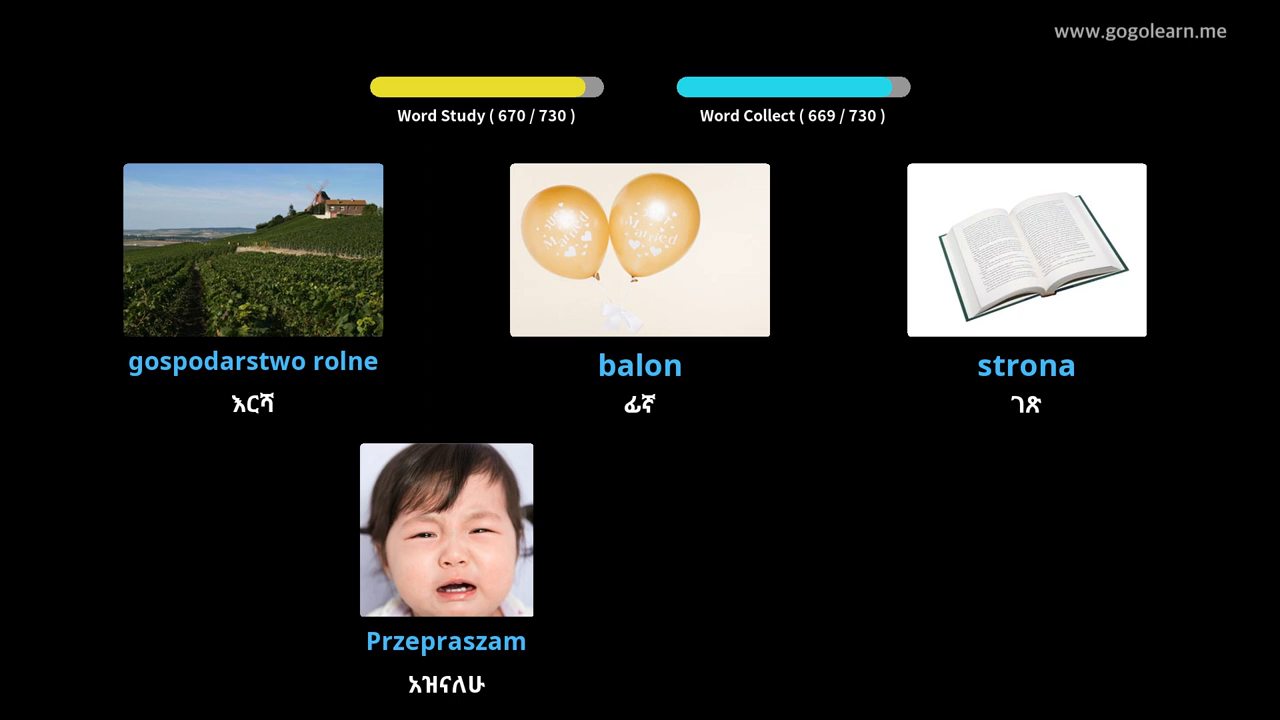 www.gogolearn.me
Word Study ( 670 / 730 )
Word Collect ( 669 / 730 )
gospodarstwo rolne
balon
strona
እርሻ
ፊኛ
ገጽ
Przepraszam
አዝናለሁ